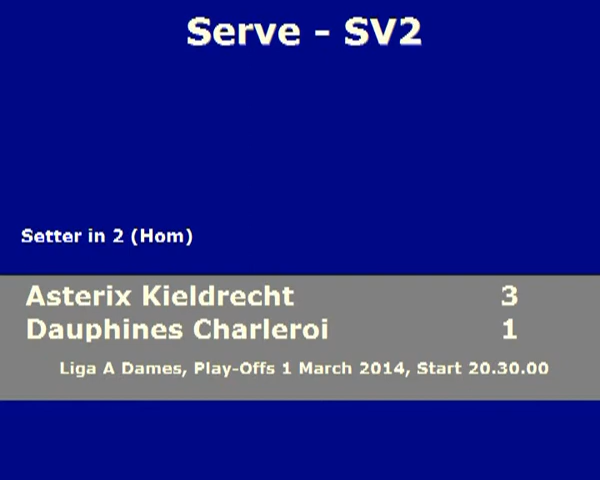 Serve - SV2
Setter in 2 (Hom)
Asterix Kieldrecht 3
Dauphines Charleroi 1
Liga A Dames, Play-Offs 1 March 2014, Start 20.30.00